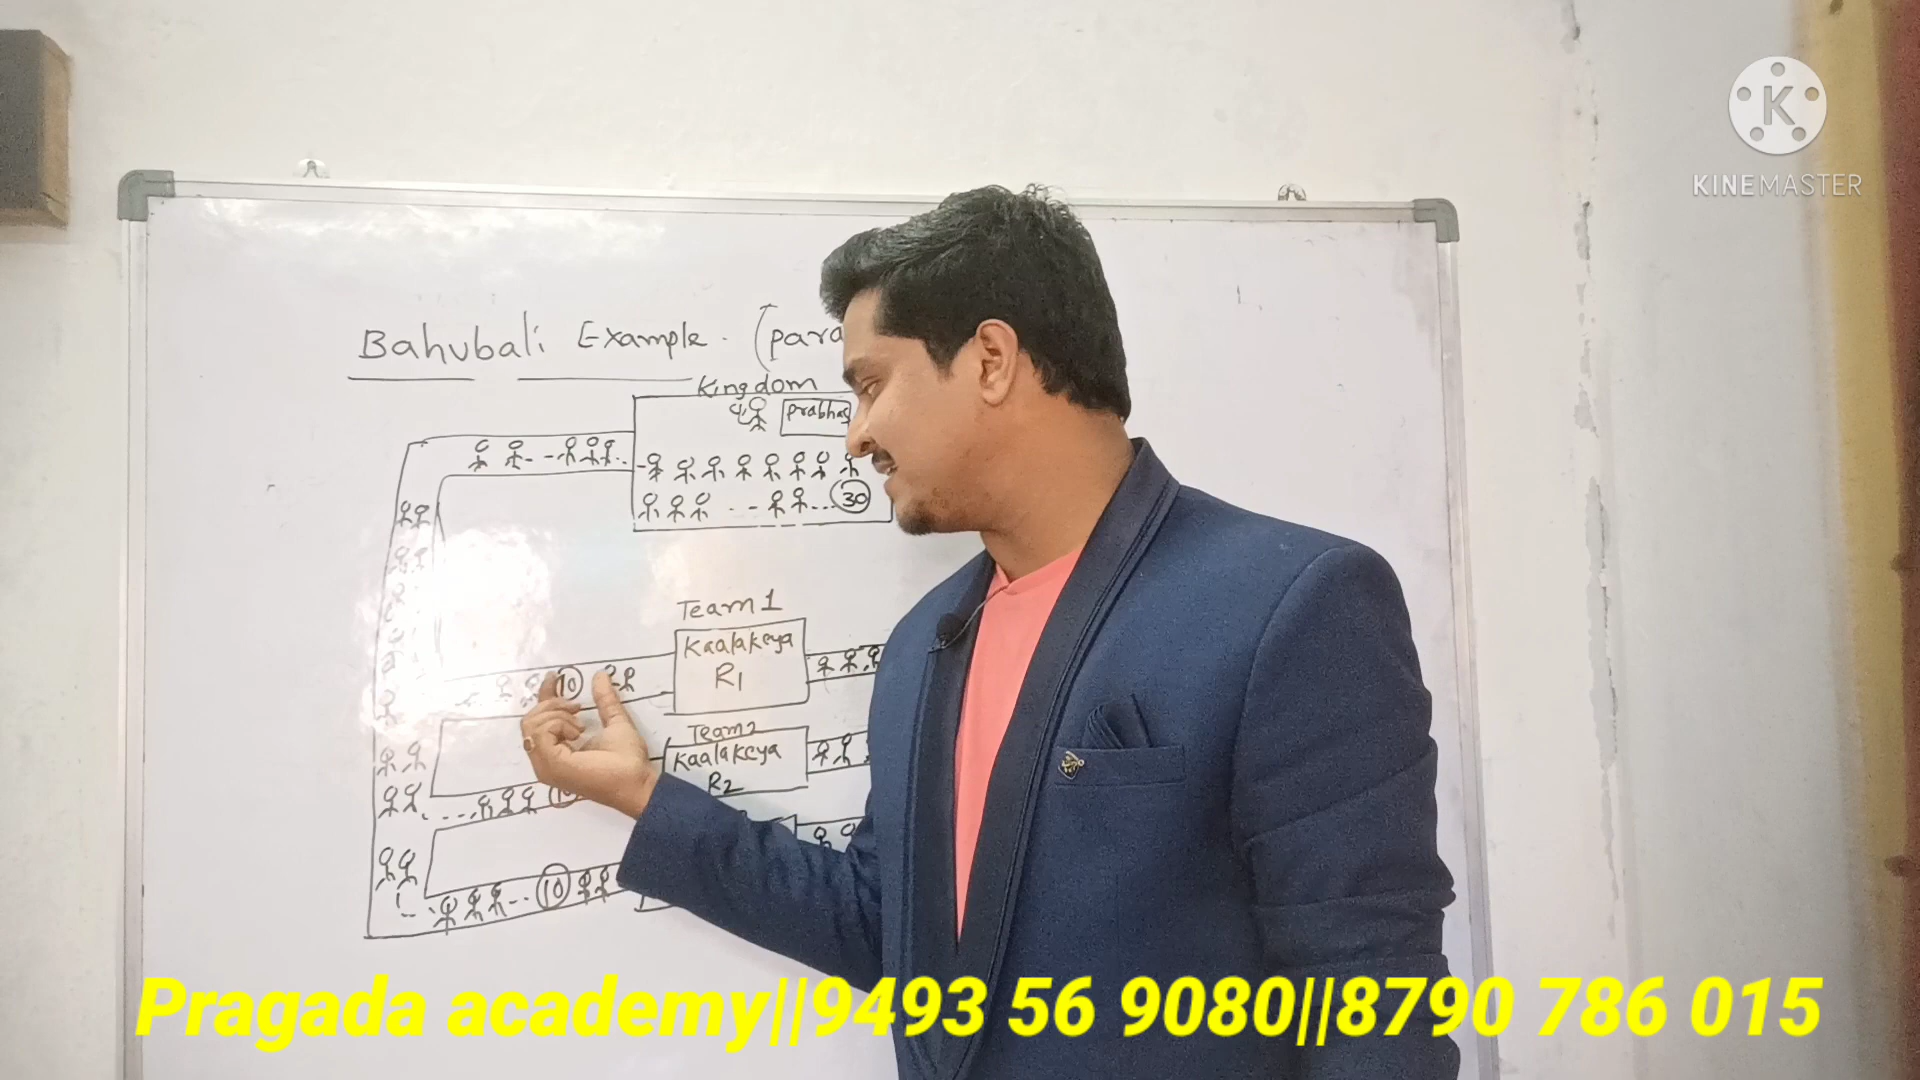 KINEMASTER
Bahubali Example. (para
Kingdom
Prabhas
30
Team 1
Kaalakeya
R1
10
Team 2
Kaalakeya
R2
10
10
Pragada academy||9493 56 9080||8790 786 015